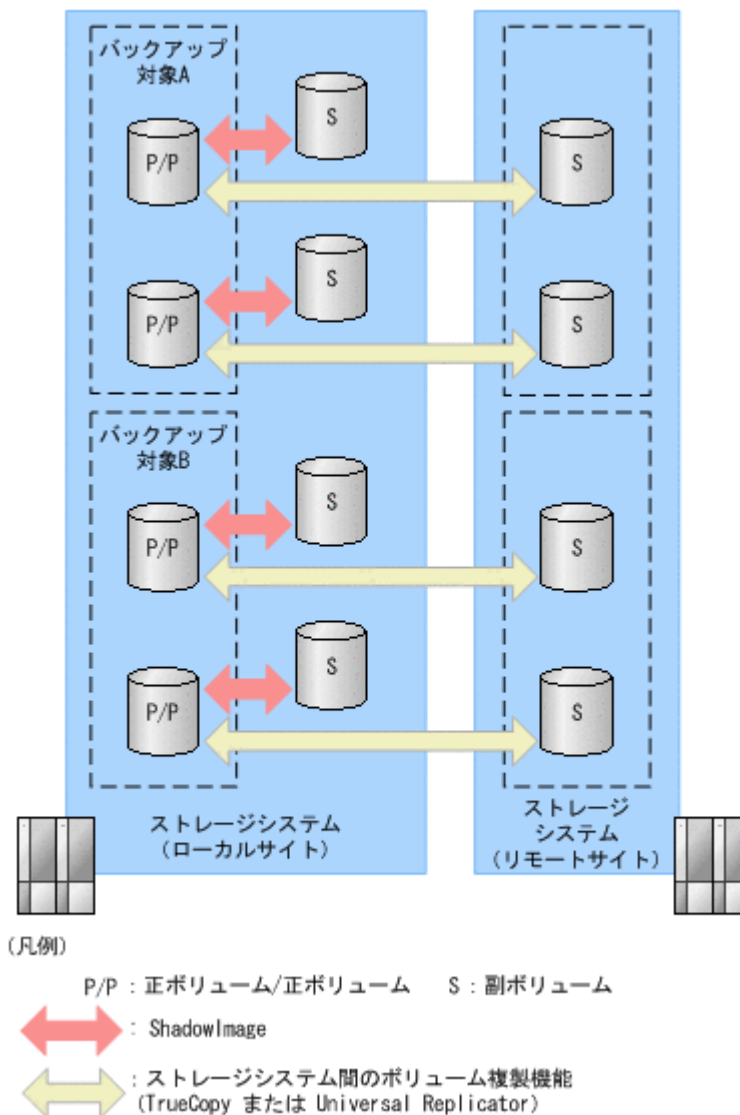 バックアップ
対象A
S
P/P
S
S
P/P
S
バックアップ
対象B
S
P/P
S
S
P/P
S
ストレージシステム
(ローカルサイト)
ストレージ
システム
(リモートサイト)
(凡例)
P/P : 正ボリューム/正ボリューム S : 副ボリューム
: ShadowImage
: ストレージシステム間のボリューム複製機能
(TrueCopy または Universal Replicator)